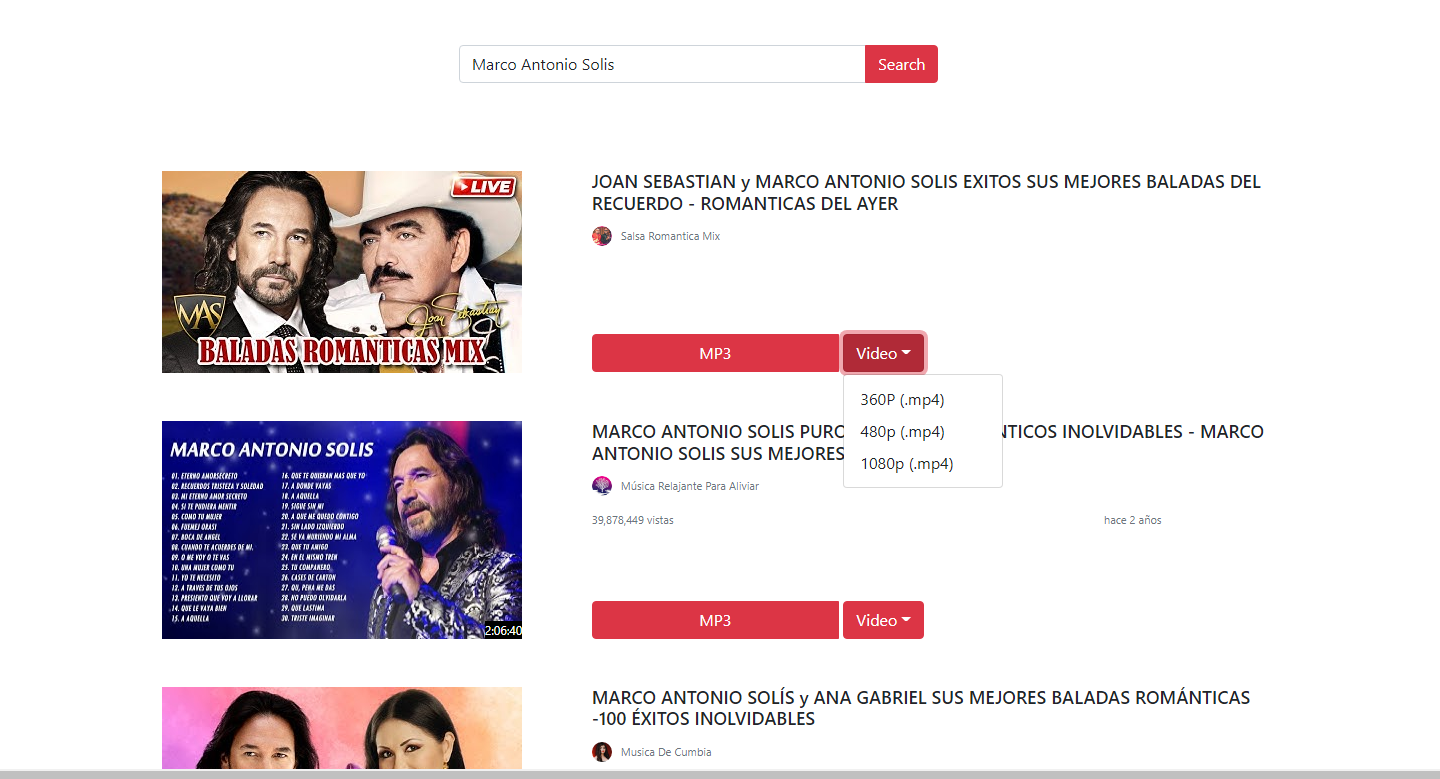 Marco Antonio Solis
Search
LIVE
MAS
Joan Sebastian
BALADAS ROMANTICAS MIX
JOAN SEBASTIAN y MARCO ANTONIO SOLIS EXITOS SUS MEJORES BALADAS DEL
RECUERDO - ROMANTICAS DEL AYER
Salsa Romantica Mix
MP3
Video
360P (.mp4)
480p (.mp4)
1080p (.mp4)
MARCO ANTONIO SOLIS
01. ETERNO AMORSECRETO
02. RECUERDOS TRISTEZA Y SOLEDAD
03. MI ETERNO AMOR SECRETO
04. SI TE PUDIERA MENTIR
05. COMO TU MUJER
06. FUEMEJ ORASI
07. BOCA DE ANGEL
08. CUANDO TE ACUERDES DE MI.
09. O ME VOY O TE VAS
10. UNA MUJER COMO TU
11. YO TE NECESITO
12. A TRAVES DE TUS OJOS
13. PRESIENTO QUE VOY A LLORAR
14. QUE LE VAYA BIEN
15. A AQUELLA
16. QUE TE QUIERAN MAS QUE YO
17. A DONDE VAYAS
18. A AQUELLA
19. SIGUE SIN MI
20. A QUE ME QUEDO CONTIGO
21. SIN LADO IZQUIERDO
22. SE VA MURIENDO MI ALMA
23. QUE TU AMIGO
24. EN EL MISMO TREN
25. TU COMPANERO
26. CASES DE CARTON
27. OU, PENA ME DAS
28. NO PUEDO OLVIDARLA
29. QUE LASTIMA
30. TRISTE IMAGINAR
2:06:40
MARCO ANTONIO SOLIS PURO NTICOS INOLVIDABLES - MARCO
ANTONIO SOLIS SUS MEJORES
Música Relajante Para Aliviar
39,878,449 vistas
hace 2 años
MP3
Video
MARCO ANTONIO SOLÍS y ANA GABRIEL SUS MEJORES BALADAS ROMÁNTICAS
-100 ÉXITOS INOLVIDABLES
Musica De Cumbia